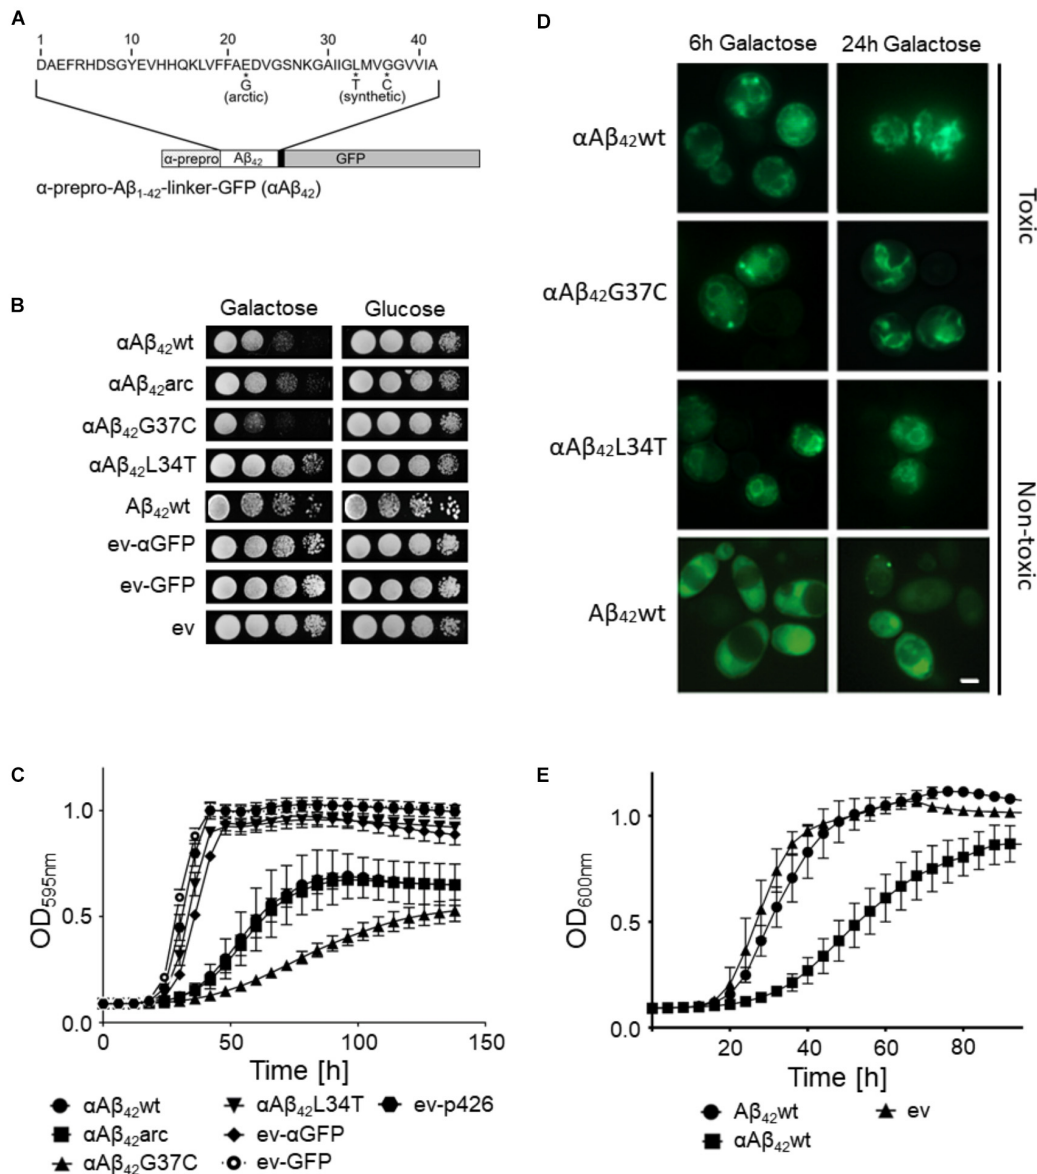 A
1 10 20 30 40
DAEFRHDSGYEVHHQKLVFFAEDVGSNKGAIIGLMVGGVVIA
* * *
G T C
(arctic) (synthetic)
α-prepro Aβ42 GFP
α-prepro-Aβ1-42-linker-GFP (αAβ42)
B
Galactose Glucose
αAβ42wt
αAβ42arc
αAβ42G37C
αAβ42L34T
Aβ42wt
ev-αGFP
ev-GFP
ev
C
OD595nm
1.0
0.5
0.0
0 50 100 150
Time [h]
αAβ42wt αAβ42L34T ev-p426
αAβ42arc ev-αGFP
αAβ42G37C ev-GFP
D
6h Galactose 24h Galactose
αAβ42wt
αAβ42G37C
αAβ42L34T
Aβ42wt
Toxic
Non-toxic
E
OD600nm
1.0
0.5
0.0
0 20 40 60 80
Time [h]
Aβ42wt ev
αAβ42wt